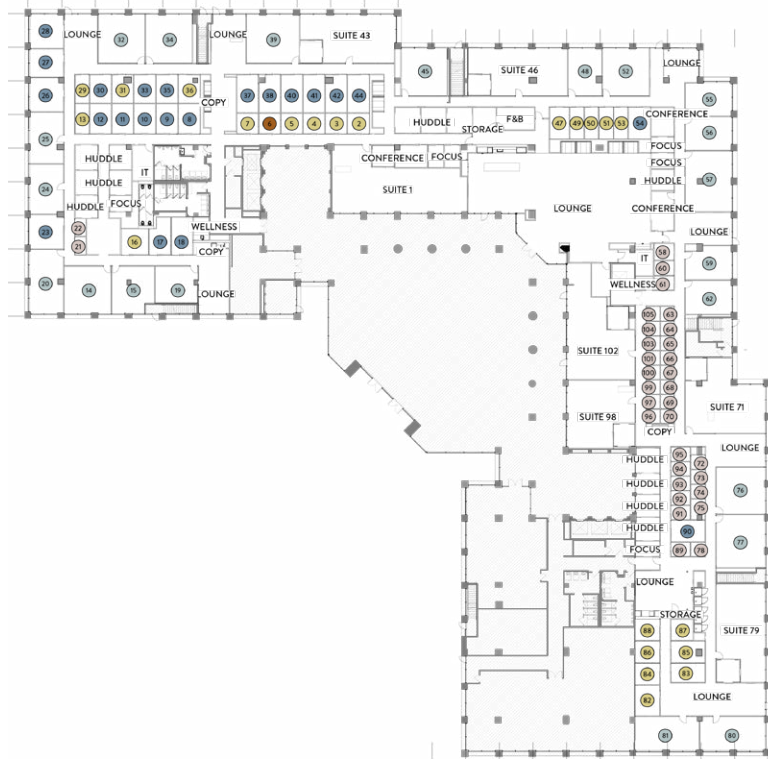 28 LOUNGE 32 34 LOUNGE 39 SUITE 43
27
45 SUITE 46 48 52 LOUNGE
26 29 30 31 33 35 36 COPY 37 38 40 41 42 44
55
13 12 11 10 9 8 7 6 5 4 3 2 HUDDLE F&B 47 49 50 51 53 54 CONFERENCE
STORAGE
56
25 FOCUS
HUDDLE CONFERENCE FOCUS FOCUS
IT
HUDDLE HUDDLE 57
24 SUITE 1
HUDDLE FOCUS LOUNGE CONFERENCE
22 WELLNESS
23 21 16 17 18 LOUNGE
COPY
58
IT 59
60
20 14 15 19 LOUNGE WELLNESS 61
62
105 63
104 64
103 65
SUITE 102
101 66
100 67
99 68
97 69 SUITE 71
SUITE 98 96 70
COPY
LOUNGE
HUDDLE 95
94 72
HUDDLE 93 73
92 74 76
HUDDLE 91 75
HUDDLE 90
77
FOCUS 89 78
LOUNGE
STORAGE
88 87 SUITE 79
86 85
84 83
82 LOUNGE
81 80